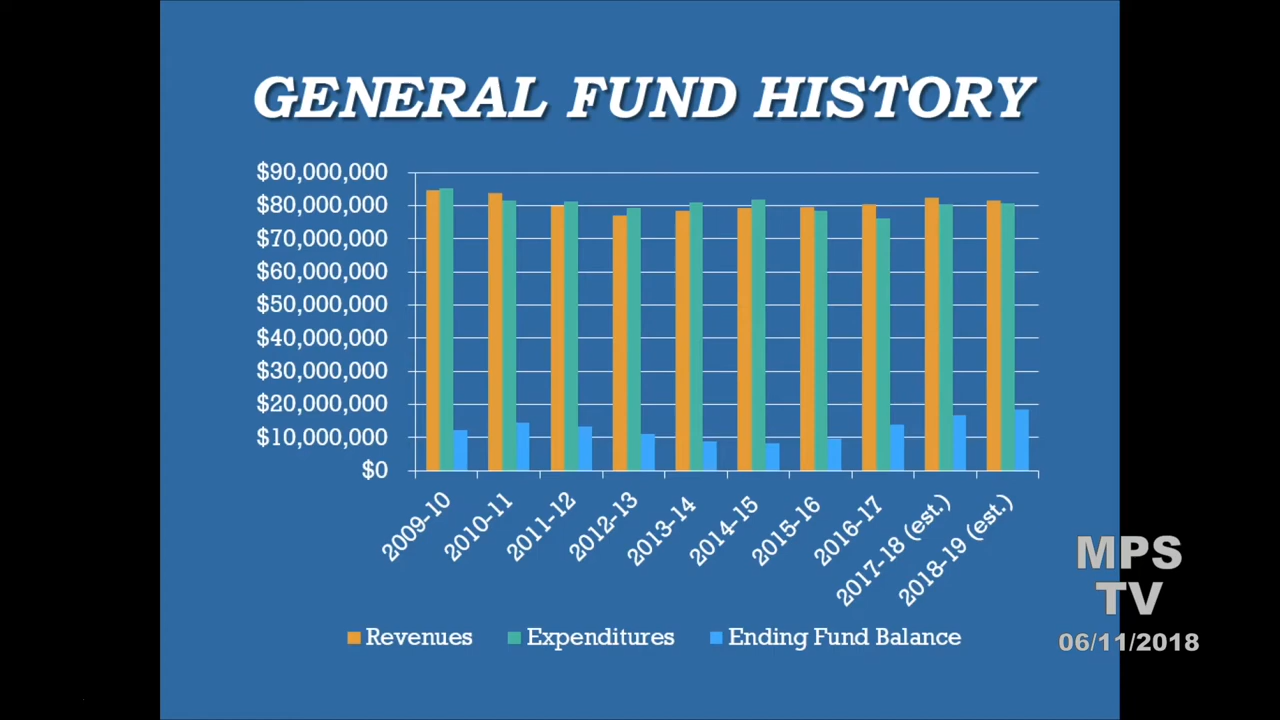 GENERAL FUND HISTORY
$90,000,000
$80,000,000
$70,000,000
$60,000,000
$50,000,000
$40,000,000
$30,000,000
$20,000,000
$10,000,000
$0
2009-10
2010-11
2011-12
2012-13
2013-14
2014-15
2015-16
2016-17
2017-18 (est.)
2018-19 (est.)
Revenues
Expenditures
Ending Fund Balance
MPS
TV
06/11/2018